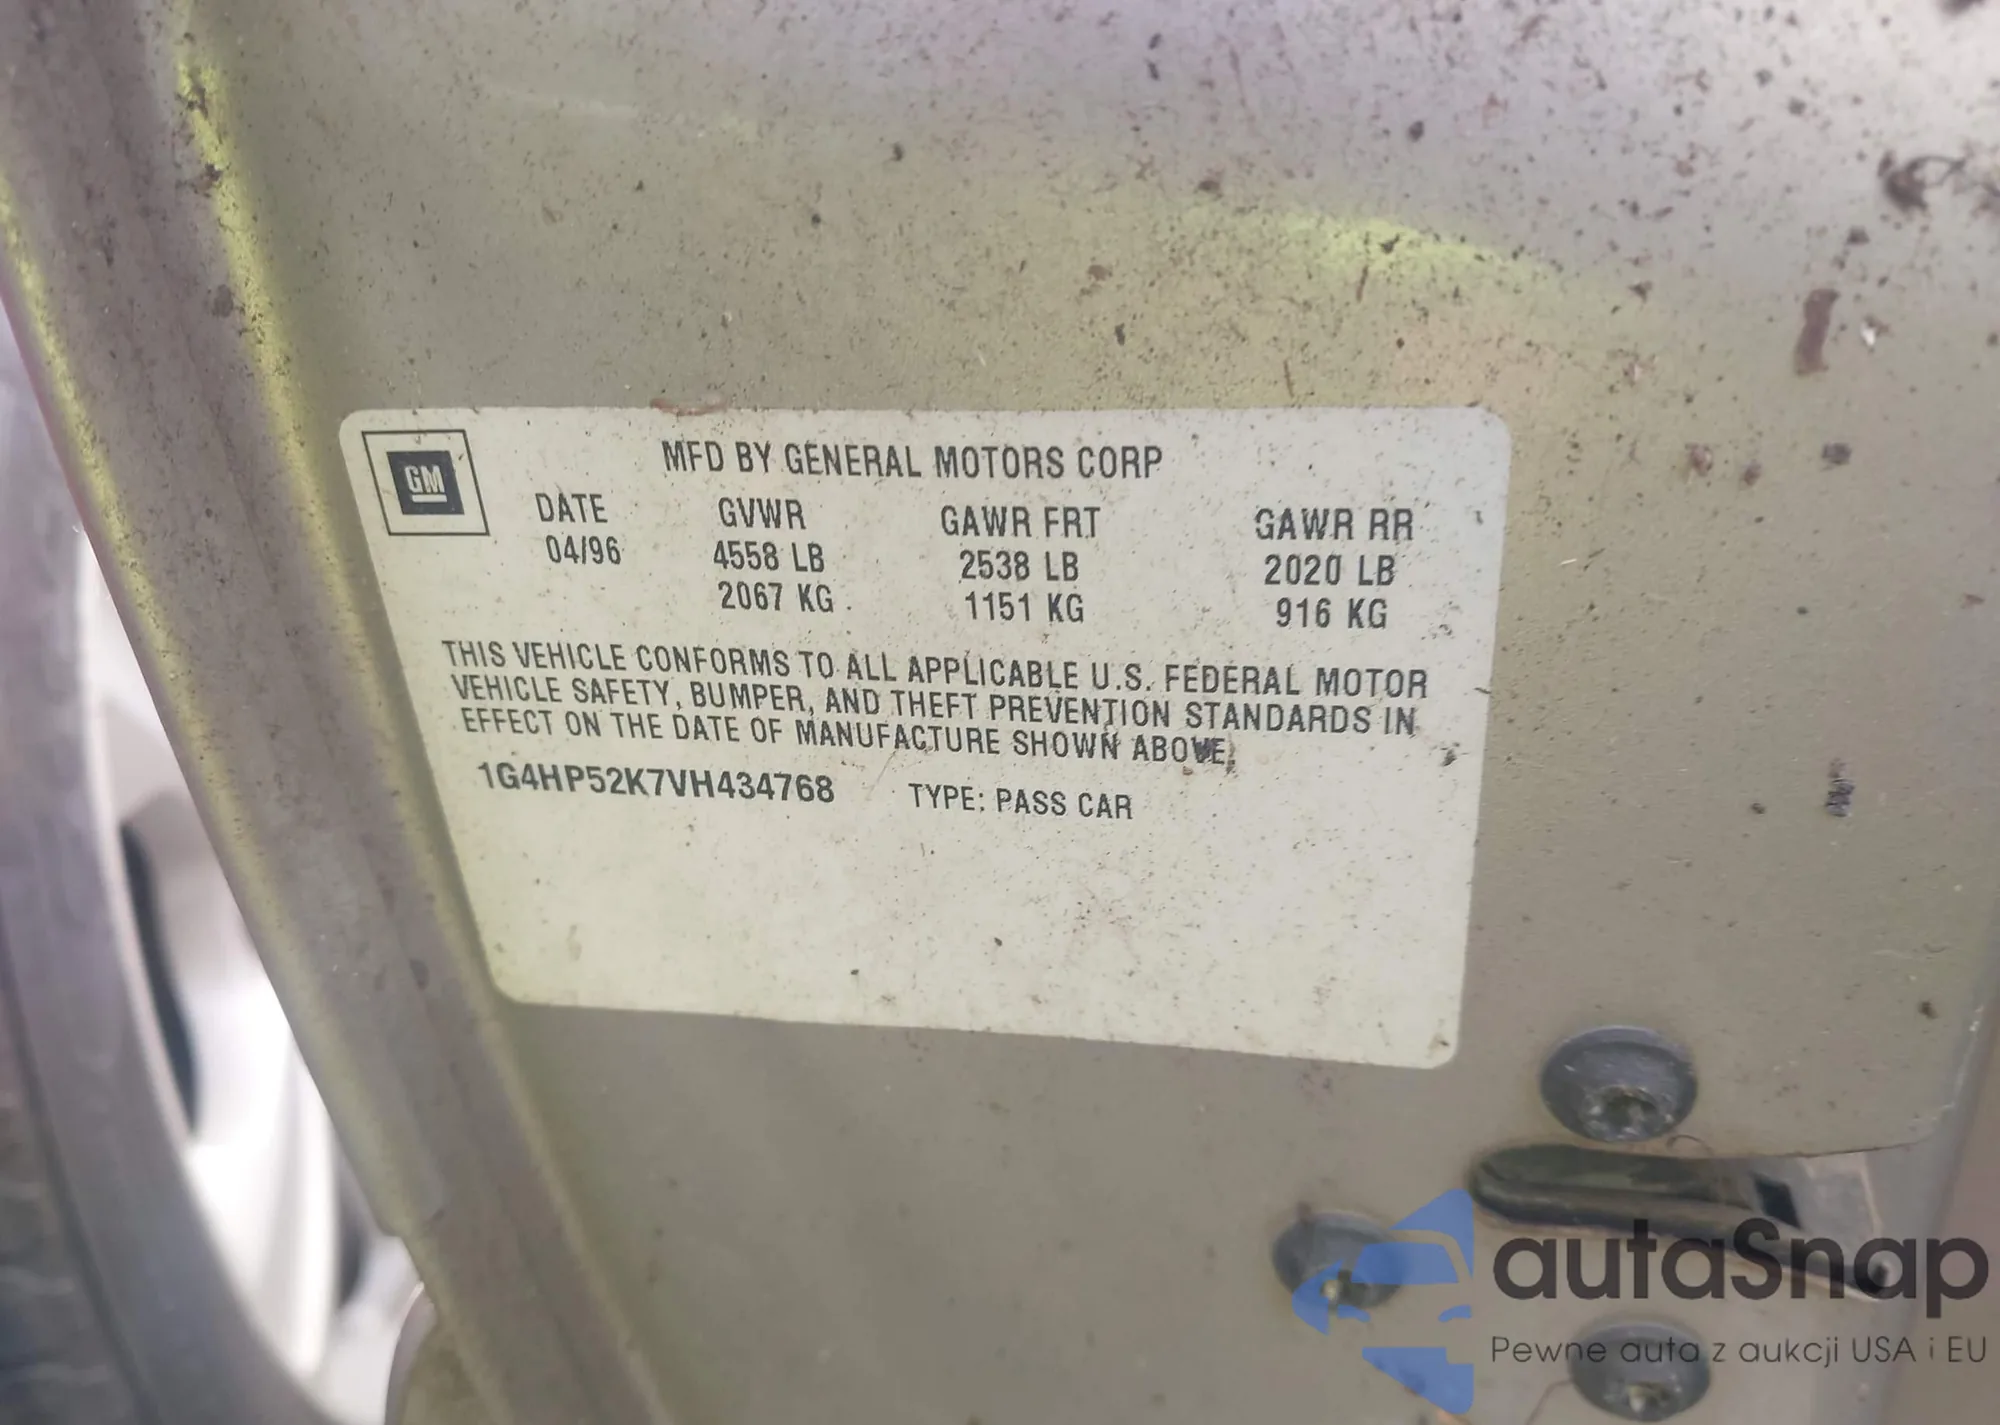 GM
MFD BY GENERAL MOTORS CORP
DATE GVWR GAWR FRT GAWR RR
04/96 4558 LB 2538 LB 2020 LB
2067 KG 1151 KG 916 KG
THIS VEHICLE CONFORMS TO ALL APPLICABLE U.S. FEDERAL MOTOR
VEHICLE SAFETY, BUMPER, AND THEFT PREVENTION STANDARDS IN
EFFECT ON THE DATE OF MANUFACTURE SHOWN ABOVE.
1G4HP52K7VH434768 TYPE: PASS CAR
autaSnap
Pewne auta z aukcji USA i EU